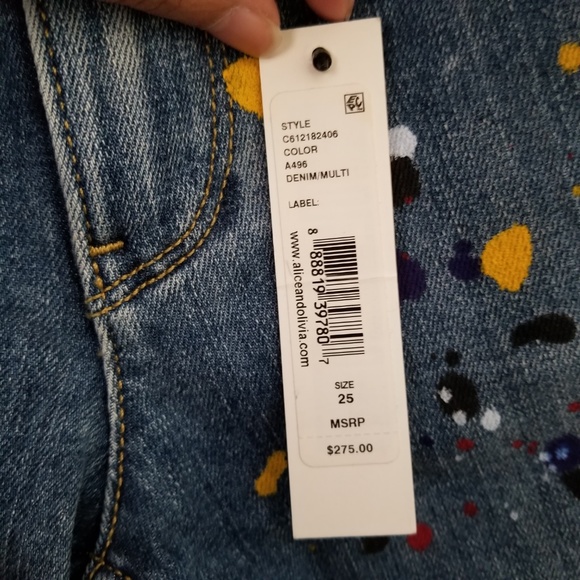 STYLE
C612182406
COLOR
A496
DENIM/MULTI
LABEL:
8 88819 39780 7
www.aliceandolivia.com
SIZE
25
MSRP
$275.00